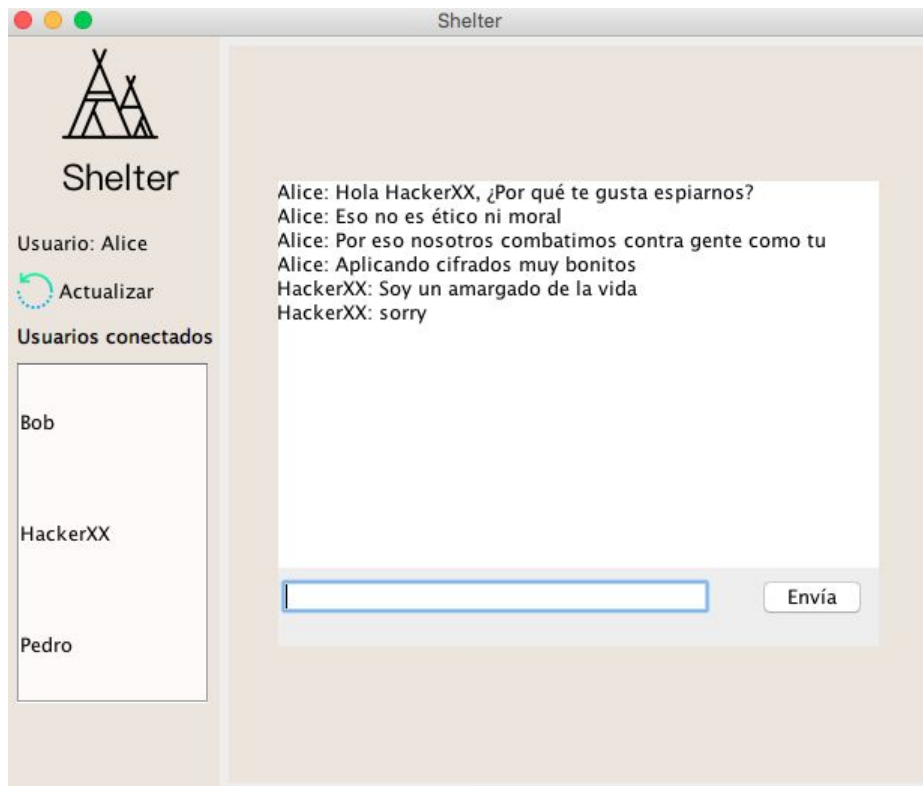 Shelter
Shelter
Usuario: Alice
Actualizar
Usuarios conectados
Bob
HackerXX
Pedro
Alice: Hola HackerXX, ¿Por qué te gusta espiarnos?
Alice: Eso no es ético ni moral
Alice: Por eso nosotros combatimos contra gente como tu
Alice: Aplicando cifrados muy bonitos
HackerXX: Soy un amargado de la vida
HackerXX: sorry
Envía